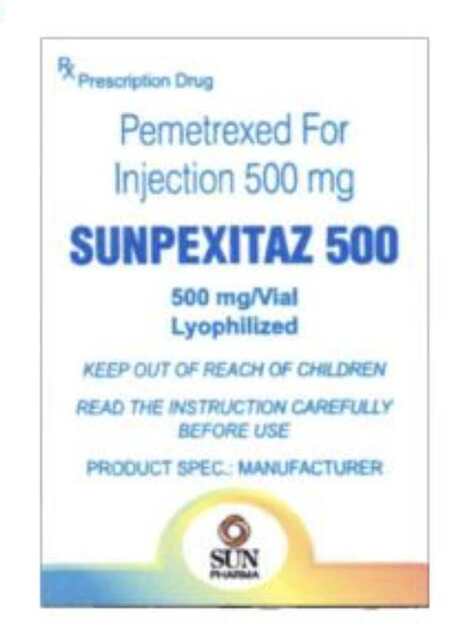 Rx Prescription Drug
Pemetrexed For
Injection 500 mg
SUNPEXITAZ 500
500 mg/Vial
Lyophilized
KEEP OUT OF REACH OF CHILDREN
READ THE INSTRUCTION CAREFULLY
BEFORE USE
PRODUCT SPEC.: MANUFACTURER
SUN
PHARMA